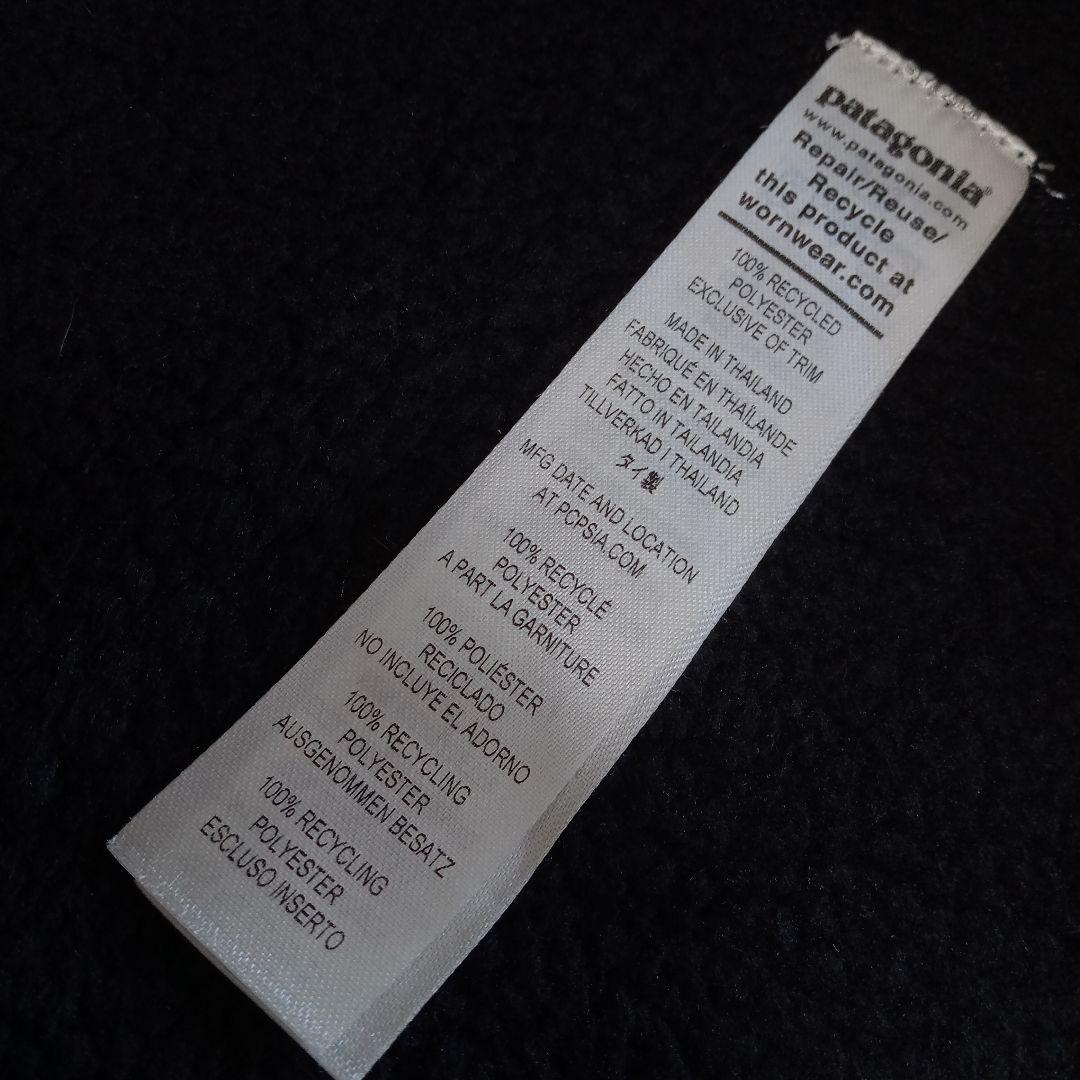 patagonia®
www.patagonia.com
Repair/Reuse/
Recycle
this product at
wornwear.com
100% RECYCLED
POLYESTER
EXCLUSIVE OF TRIM
MADE IN THAILAND
FABRIQUÉ EN THAÏLANDE
HECHO EN TAILANDIA
FATTO IN TAILANDIA
TILLVERKAD I THAILAND
タイ製
MFG DATE AND LOCATION
AT PCPSIA.COM
100% RECYCLÉ
POLYESTER
A PART LA GARNITURE
100% POLIÉSTER
RECICLADO
NO INCLUYE EL ADORNO
100% RECYCLING
POLYESTER
AUSGENOMMEN BESATZ
100% RECYCLING
POLYESTER
ESCLUSO INSERTO